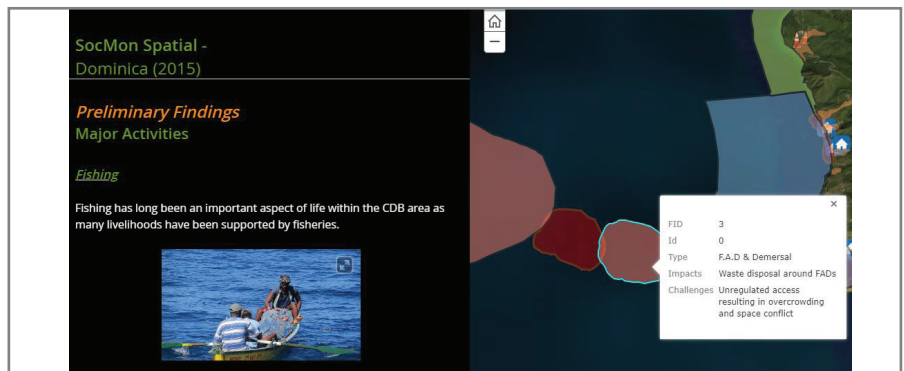 SocMon Spatial -
Dominica (2015)
Preliminary Findings
Major Activities
Fishing
Fishing has long been an important aspect of life within the CDB area as
many livelihoods have been supported by fisheries.
FID 3
Id 0
Type F.A.D & Demersal
Impacts Waste disposal around FADs
Challenges Unregulated access
resulting in overcrowding
and space conflict